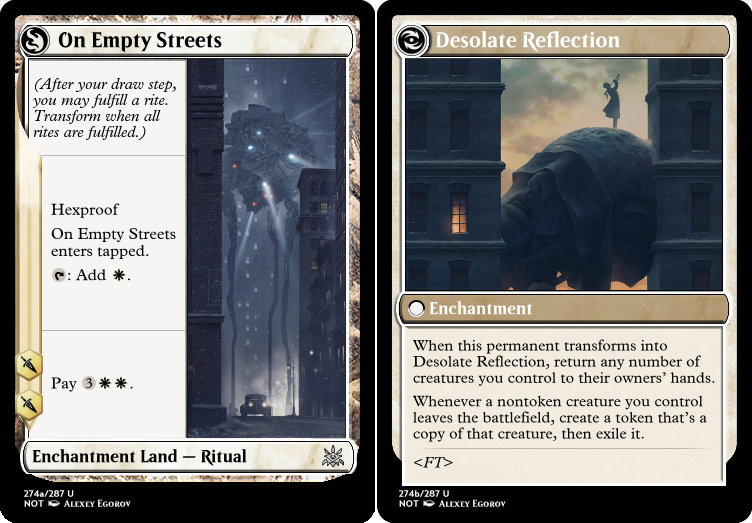 On Empty Streets
(After your draw step,
you may fulfill a rite.
Transform when all
rites are fulfilled.)
Hexproof
On Empty Streets
enters tapped.
: Add .
Pay 3 .
Enchantment Land — Ritual
274a/287 U
NOT Alexey Egorov
Desolate Reflection
Enchantment
When this permanent transforms into
Desolate Reflection, return any number of
creatures you control to their owners' hands.
Whenever a nontoken creature you control
leaves the battlefield, create a token that's a
copy of that creature, then exile it.
<FT>
274b/287 U
NOT Alexey Egorov